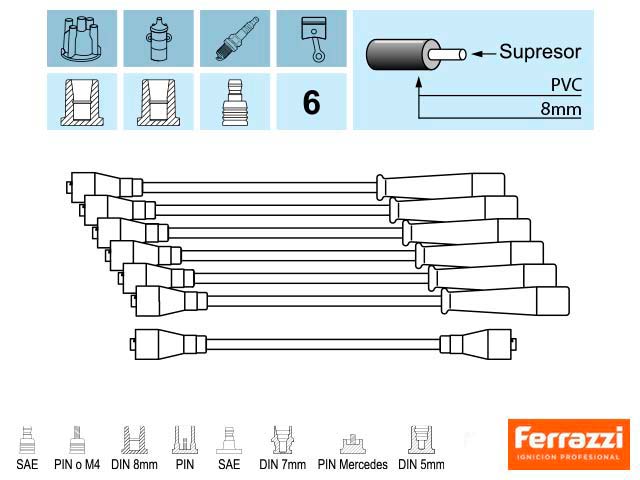 Supresor
PVC
8mm
6
SAE PIN o M4 DIN 8mm PIN SAE DIN 7mm PIN Mercedes DIN 5mm
Ferrazzi
IGNICION PROFESIONAL